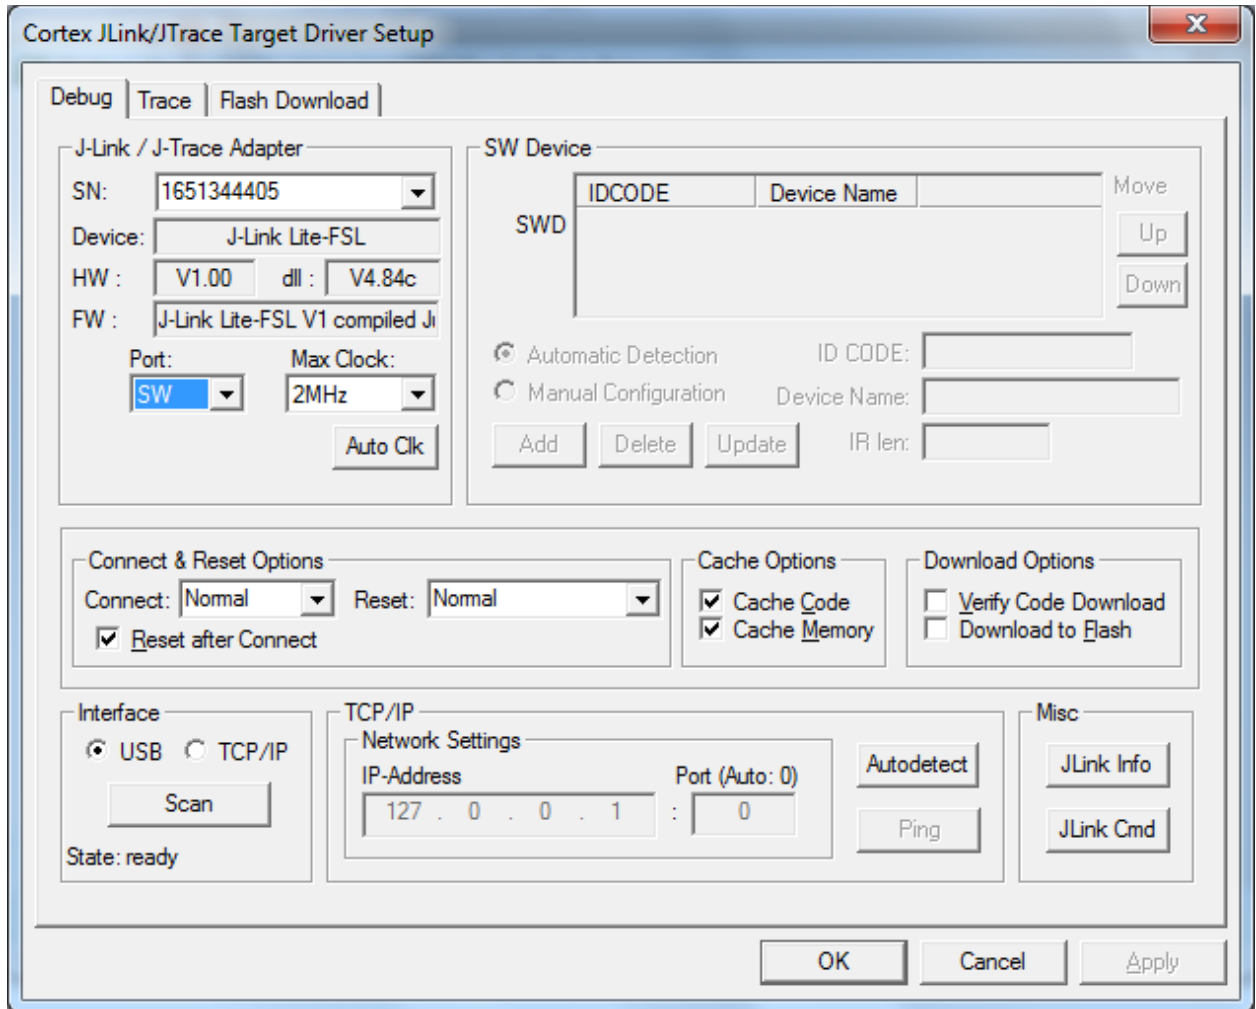 Cortex JLink/JTrace Target Driver Setup
Debug Trace Flash Download
J-Link / J-Trace Adapter
SN: 1651344405
Device: J-Link Lite-FSL
HW : V1.00 dll : V4.84c
FW : J-Link Lite-FSL V1 compiled
Port: Max Clock:
SW 2MHz
Auto Clk
SW Device
IDCODE Device Name Move
SWD
Up
Down
Automatic Detection ID CODE:
Manual Configuration Device Name:
Add Delete Update IR len:
Connect & Reset Options
Connect: Normal Reset: Normal
Reset after Connect
Cache Options
Cache Code
Cache Memory
Download Options
Verify Code Download
Download to Flash
Interface
USB TCP/IP
Scan
State: ready
TCP/IP
Network Settings
IP-Address Port (Auto: 0)
127 . 0 . 0 . 1 : 0
Autodetect
Ping
Misc
JLink Info
JLink Cmd
OK Cancel Apply